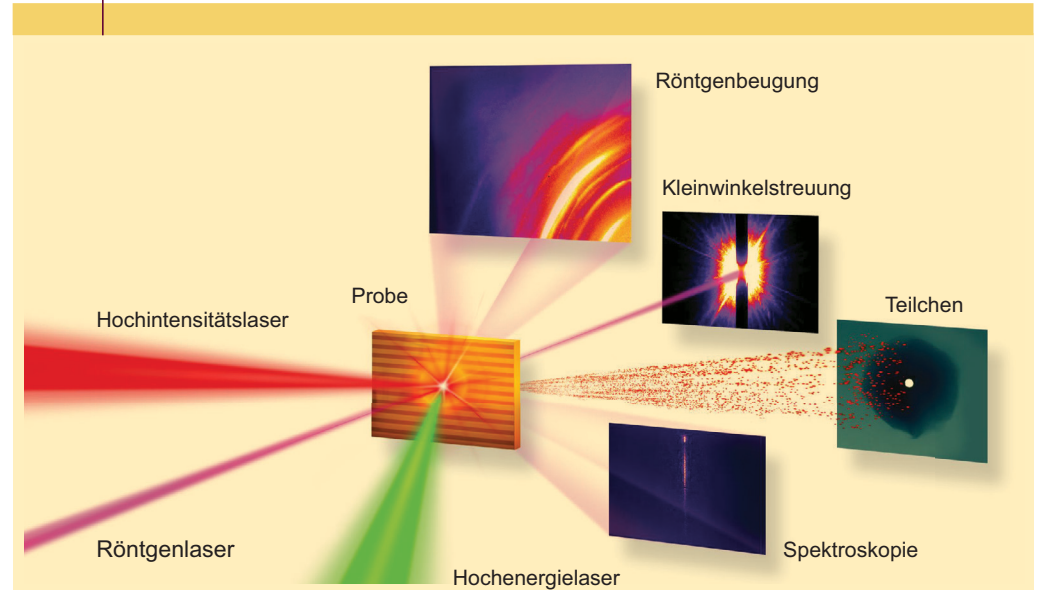 Röntgenbeugung
Kleinwinkelstreuung
Probe
Teilchen
Hochintensitätslaser
Röntgenlaser
Spektroskopie
Hochenergielaser